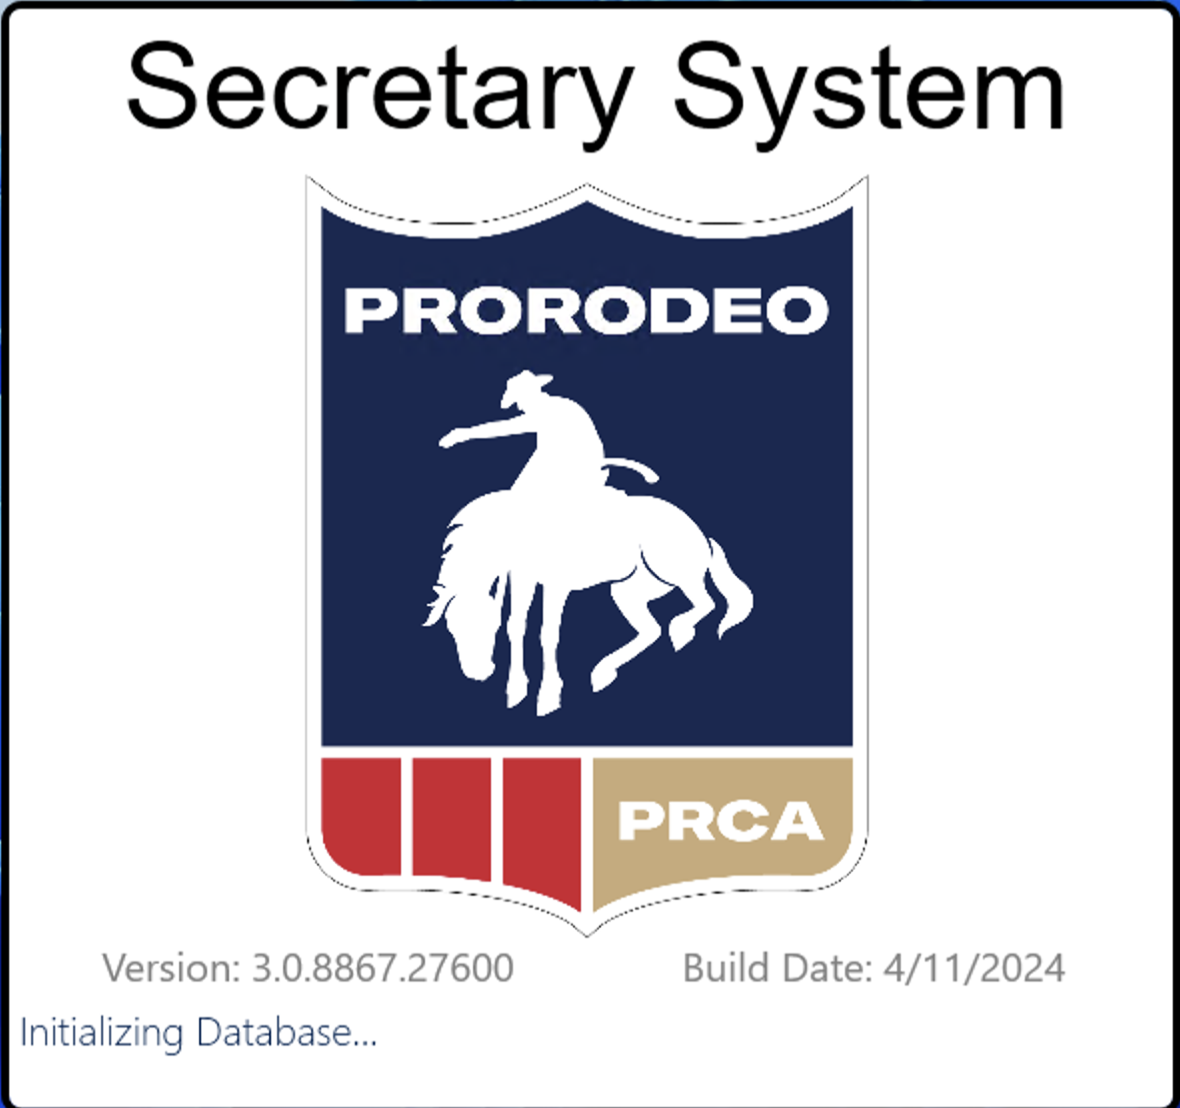 Secretary System
PRORODEO
PRCA
Version: 3.0.8867.27600 Build Date: 4/11/2024
Initializing Database...